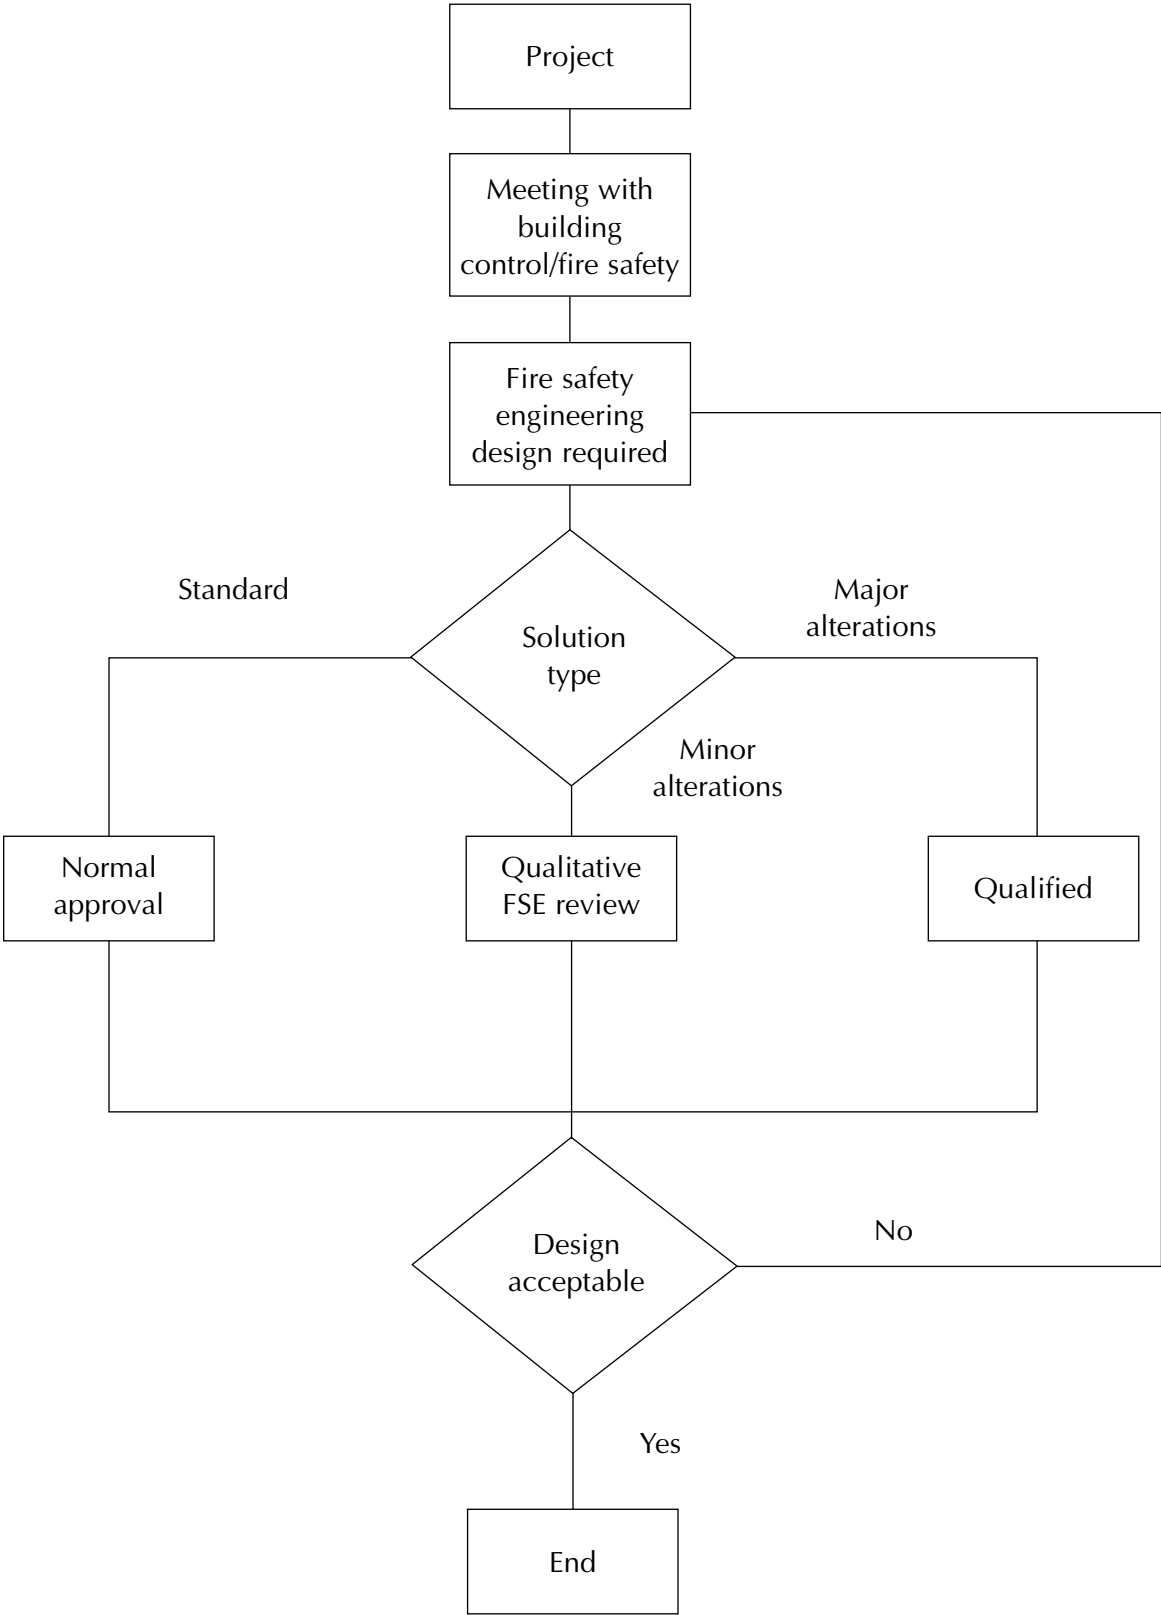 Project
Meeting with
building
control/fire safety
Fire safety
engineering
design required
Standard
Major
alterations
Solution
type
Minor
alterations
Normal
approval
Qualitative
FSE review
Qualified
No
Design
acceptable
Yes
End